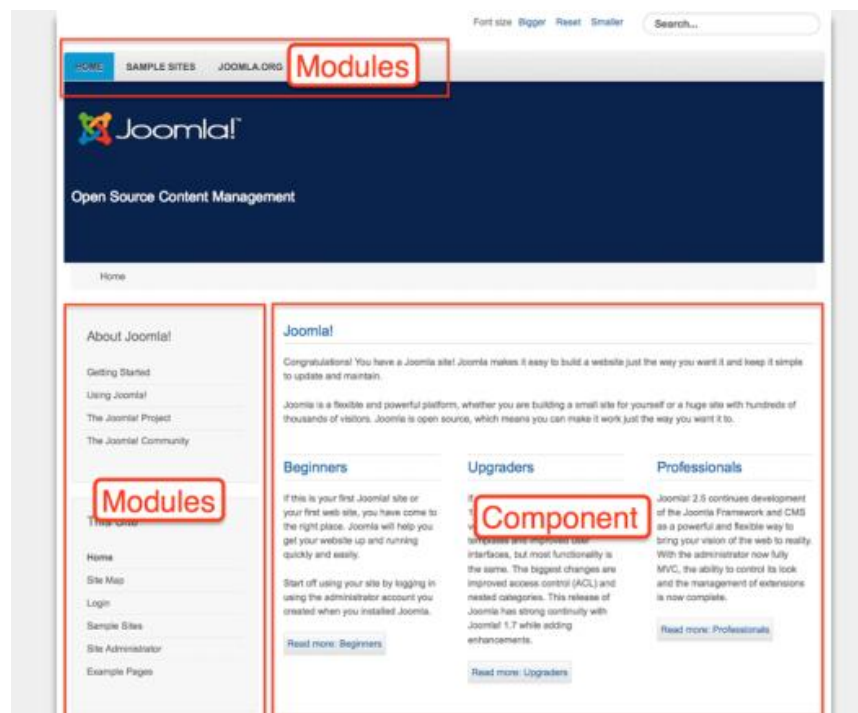 Font size Bigger Reset Smaller Search...
HOME SAMPLE SITES JOOMLA.ORG Modules
Joomla!
Open Source Content Management
Home
About Joomla!
Getting Started
Using Joomla!
The Joomla! Project
The Joomla! Community
Modules
This Site
Home
Site Map
Login
Sample Sites
Site Administrator
Example Pages
Joomla!
Congratulations! You have a Joomla site! Joomla makes it easy to build a website just the way you want it and keep it simple
to update and maintain.
Joomla is a flexible and powerful platform, whether you are building a small site for yourself or a huge site with hundreds of
thousands of visitors. Joomla is open source, which means you can make it work just the way you want it to.
Beginners
If this is your first Joomla! site or
your first web site, you have come to
the right place. Joomla will help you
get your website up and running
quickly and easily.
Start off using your site by logging in
using the administrator account you
created when you installed Joomla.
Read more: Beginners
Upgraders
Component
templates and improved user
interfaces, but most functionality is
the same. The biggest changes are
improved access control (ACL) and
nested categories. This release of
Joomla has strong continuity with
Joomla! 1.7 while adding
enhancements.
Read more: Upgraders
Professionals
Joomla! 2.5 continues development
of the Joomla Framework and CMS
as a powerful and flexible way to
bring your vision of the web to reality.
With the administrator now fully
MVC, the ability to control its look
and the management of extensions
is now complete.
Read more: Professionals